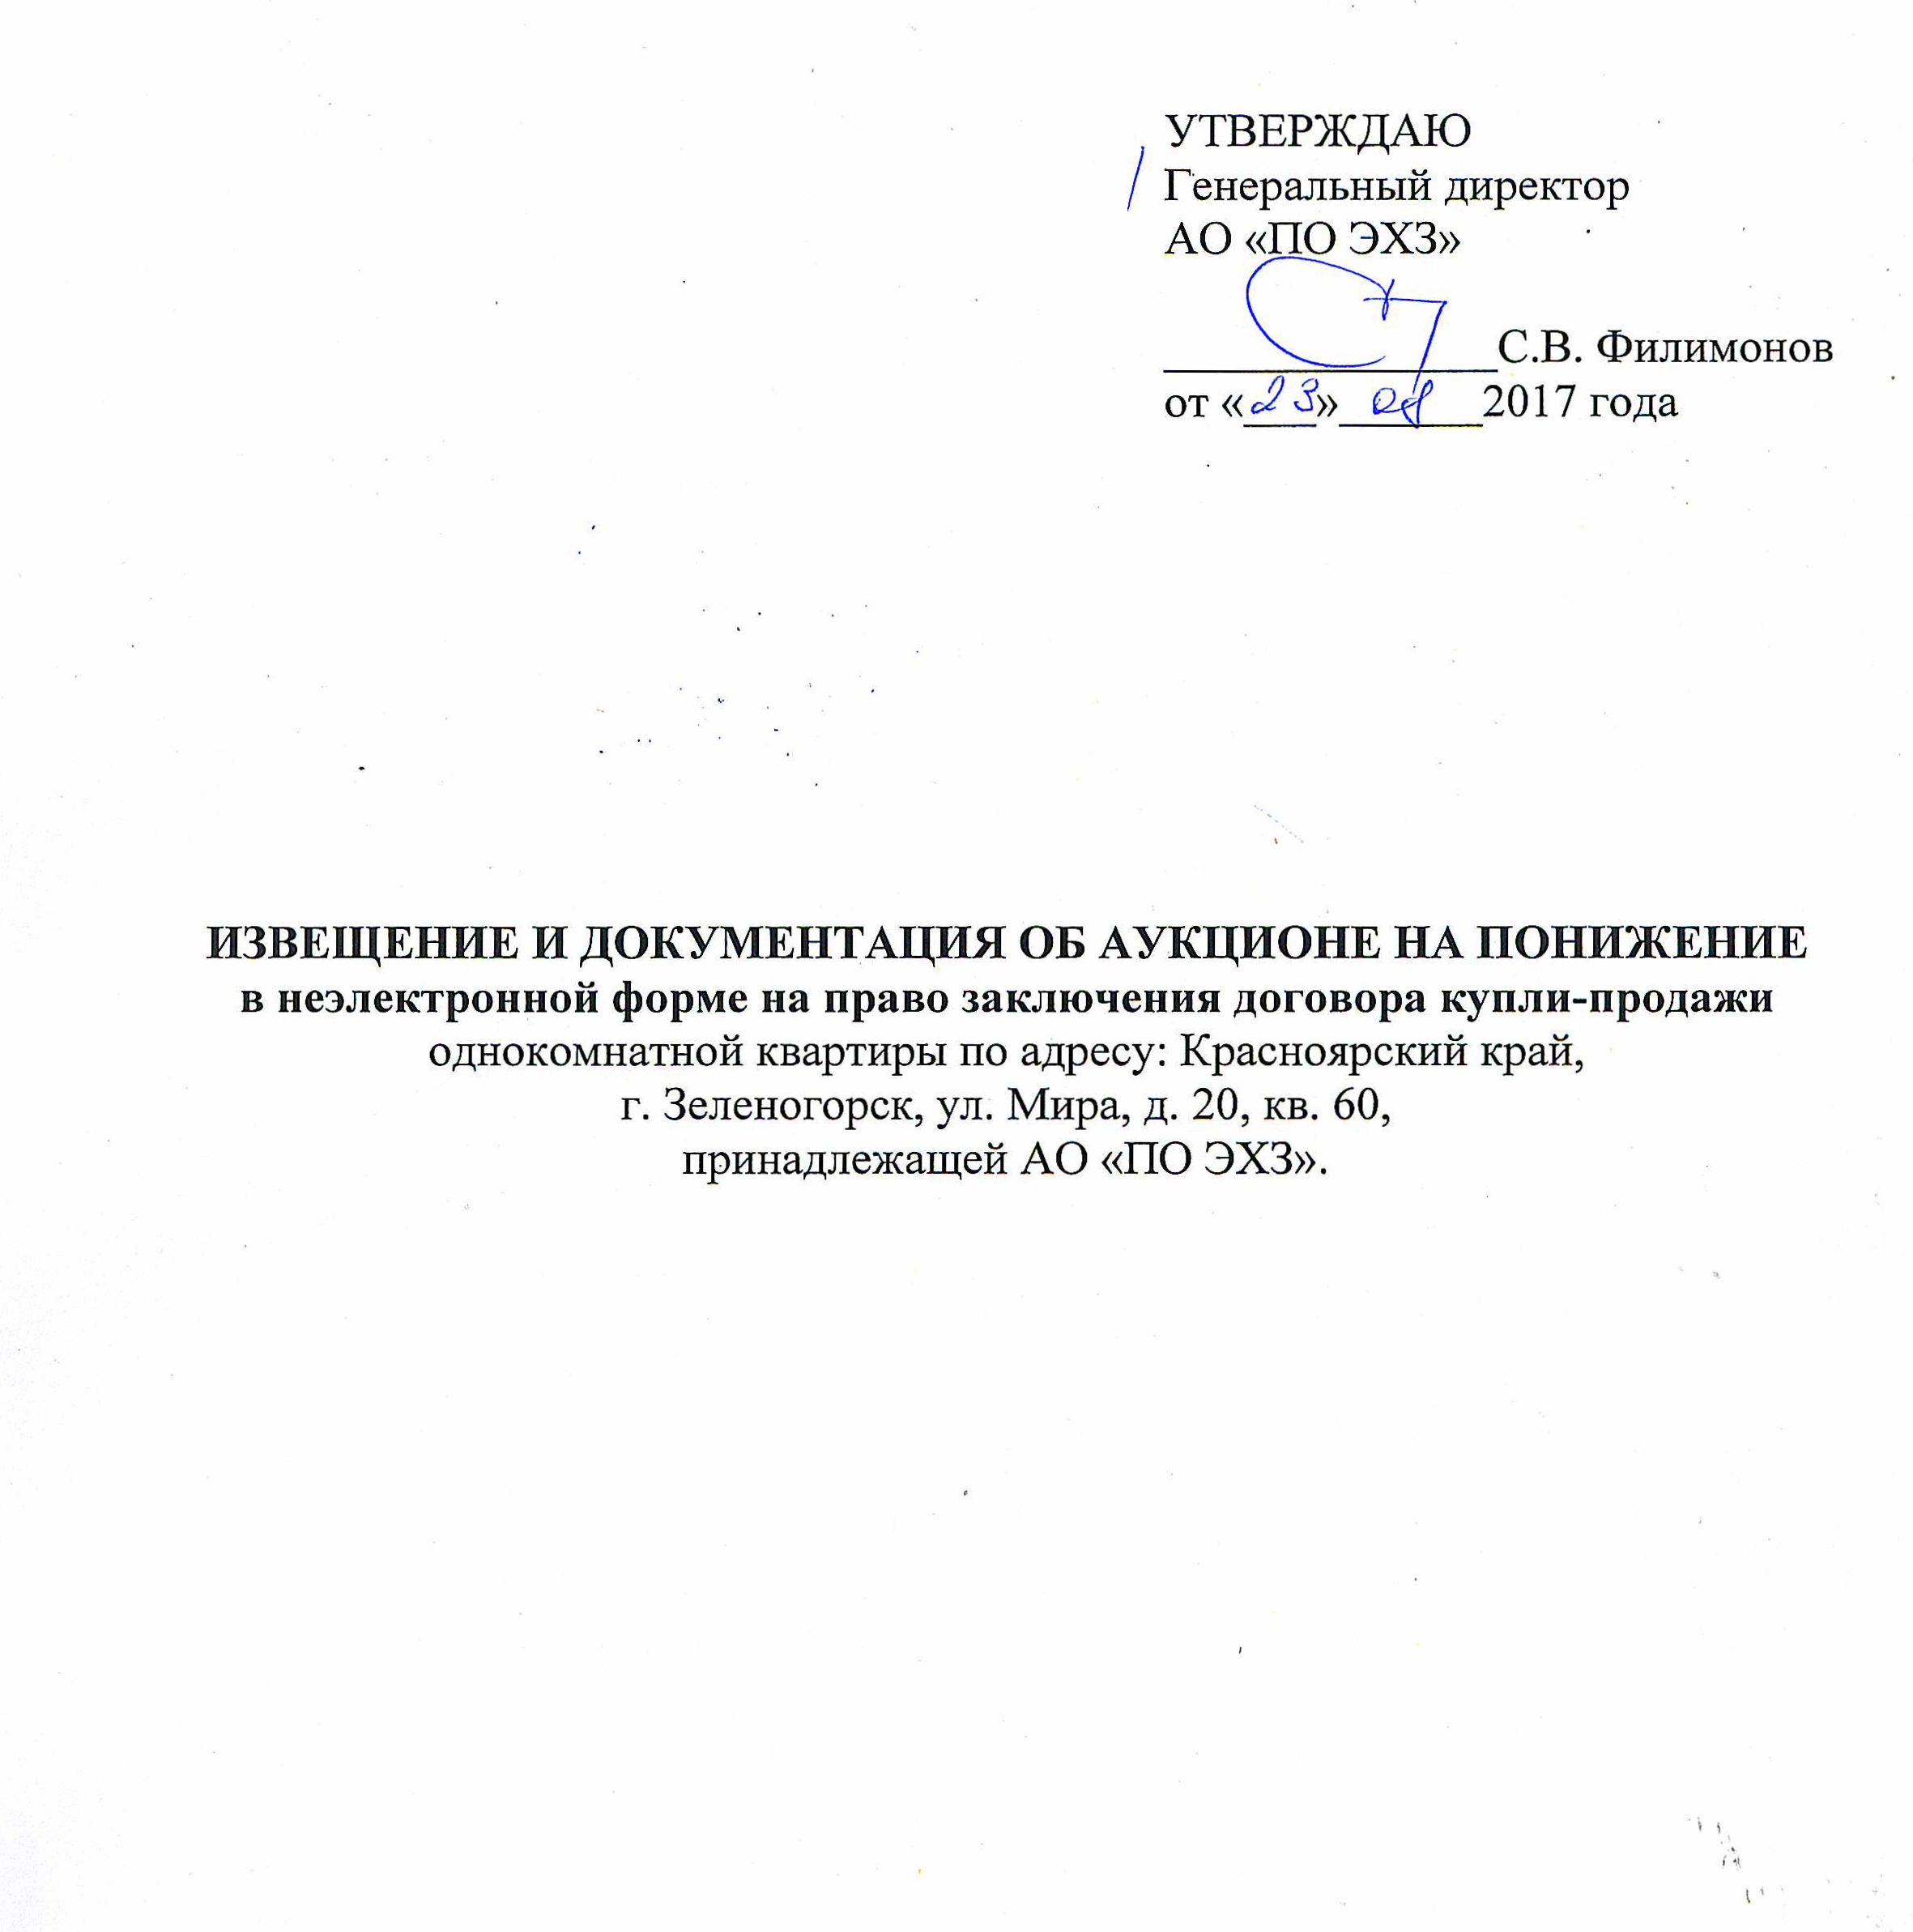 УТВЕРЖДАЮ
Генеральный директор
АО «ПО ЭХЗ»
С.В. Филимонов
от «23» 08 2017 года
ИЗВЕЩЕНИЕ И ДОКУМЕНТАЦИЯ ОБ АУКЦИОНЕ НА ПОНИЖЕНИЕ
в неэлектронной форме на право заключения договора купли-продажи
однокомнатной квартиры по адресу: Красноярский край,
г. Зеленогорск, ул. Мира, д. 20, кв. 60,
принадлежащей АО «ПО ЭХЗ».